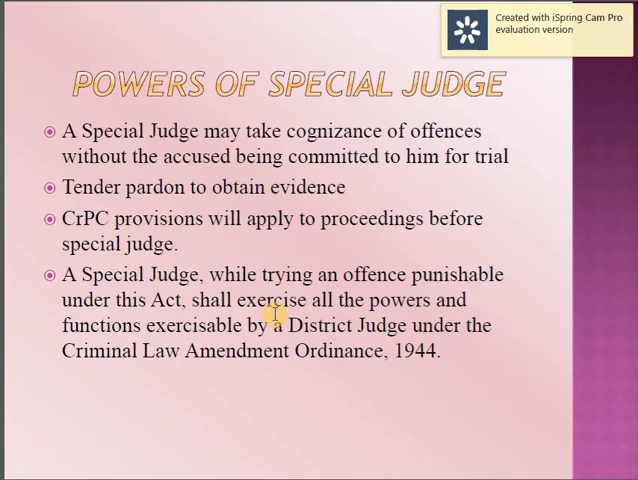 Created with iSpring Cam Pro
evaluation version
POWERS OF SPECIAL JUDGE
A Special Judge may take cognizance of offences
without the accused being committed to him for trial
Tender pardon to obtain evidence
CrPC provisions will apply to proceedings before
special judge.
A Special Judge, while trying an offence punishable
under this Act, shall exercise all the powers and
functions exercisable by a District Judge under the
Criminal Law Amendment Ordinance, 1944.